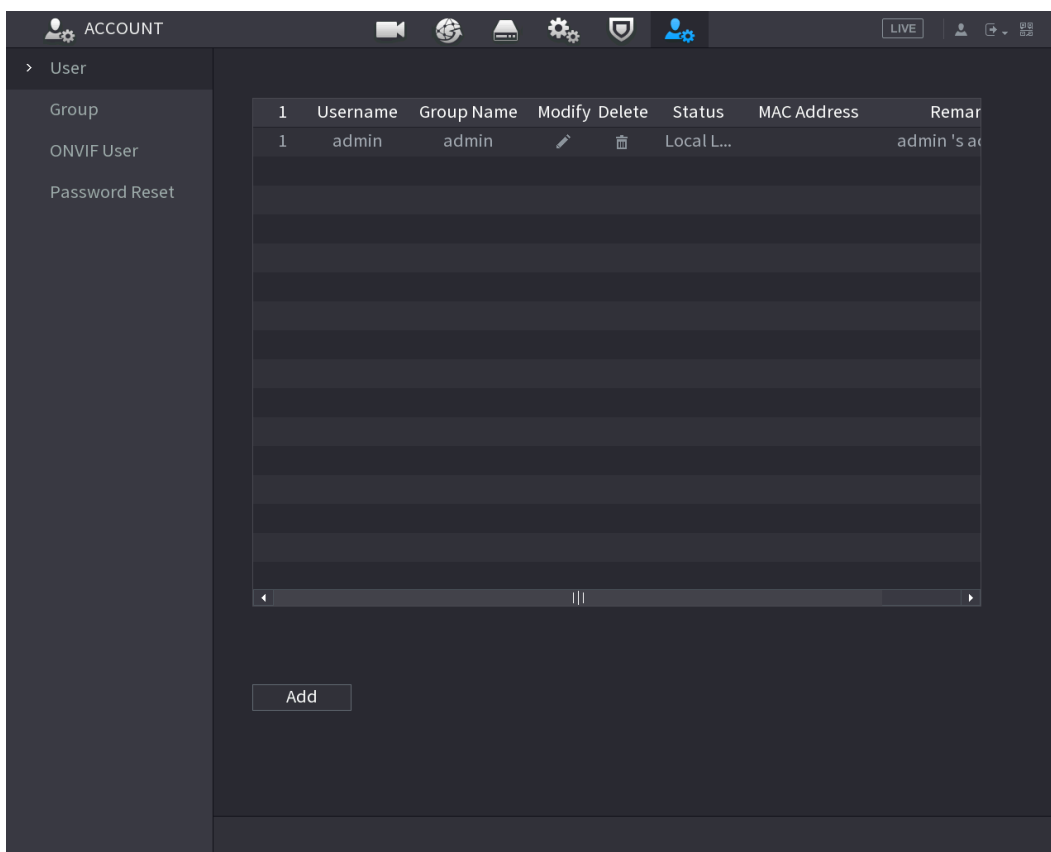 ACCOUNT LIVE
User
Group
ONVIF User
Password Reset
1 Username Group Name Modify Delete Status MAC Address Remar
1 admin admin Local L... admin 's a
Add